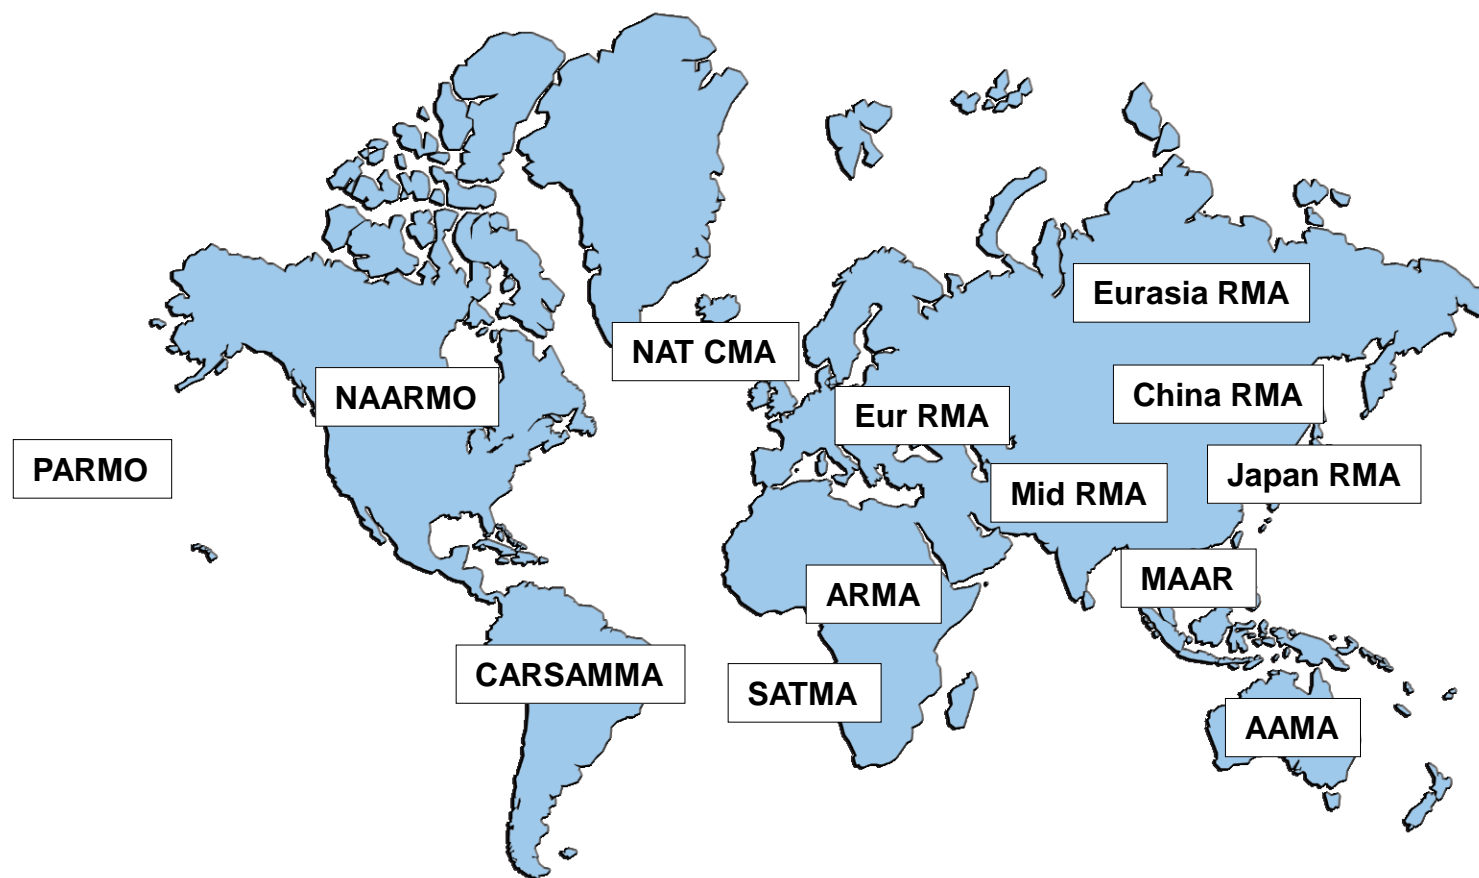 Eurasia RMA
NAT CMA
NAARMO
China RMA
Eur RMA
PARMO
Mid RMA
Japan RMA
MAAR
ARMA
CARSAMMA
SATMA
AAMA